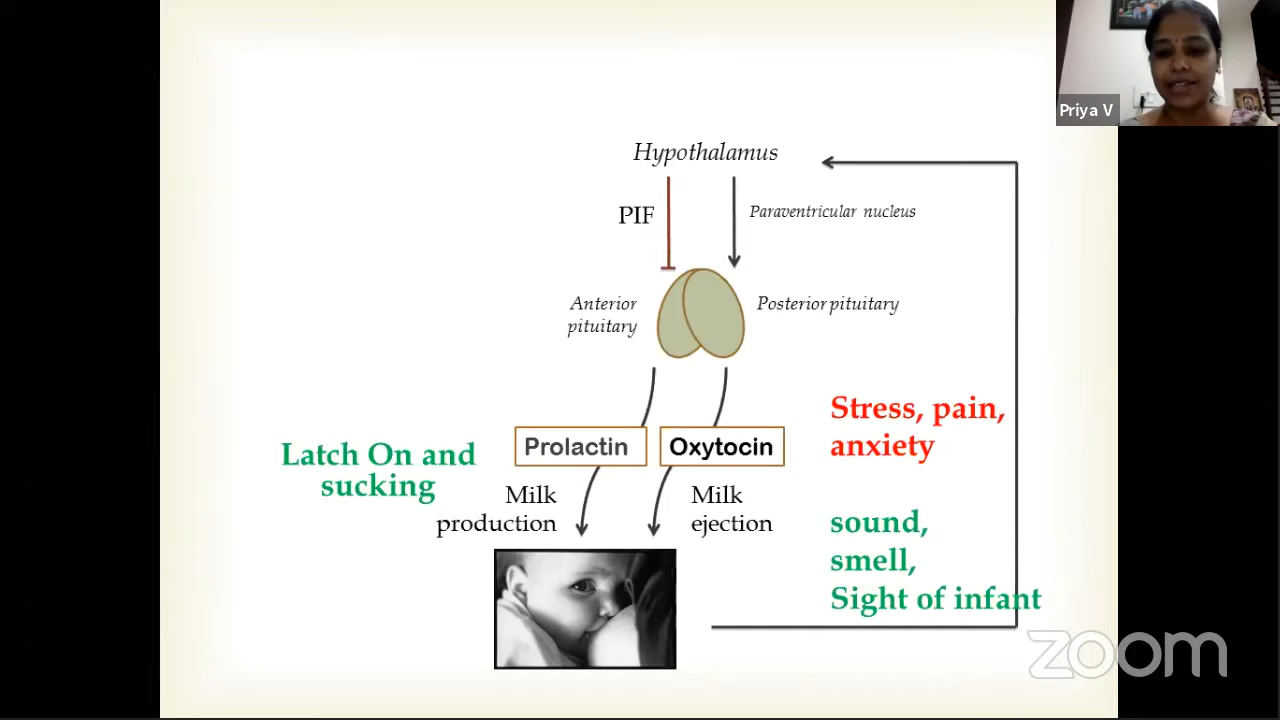 Priya V
Hypothalamus
PIF
Paraventricular nucleus
Anterior
pituitary
Posterior pituitary
Stress, pain,
anxiety
Prolactin
Oxytocin
Latch On and
sucking
Milk
production
Milk
ejection
sound,
smell,
Sight of infant
zoom